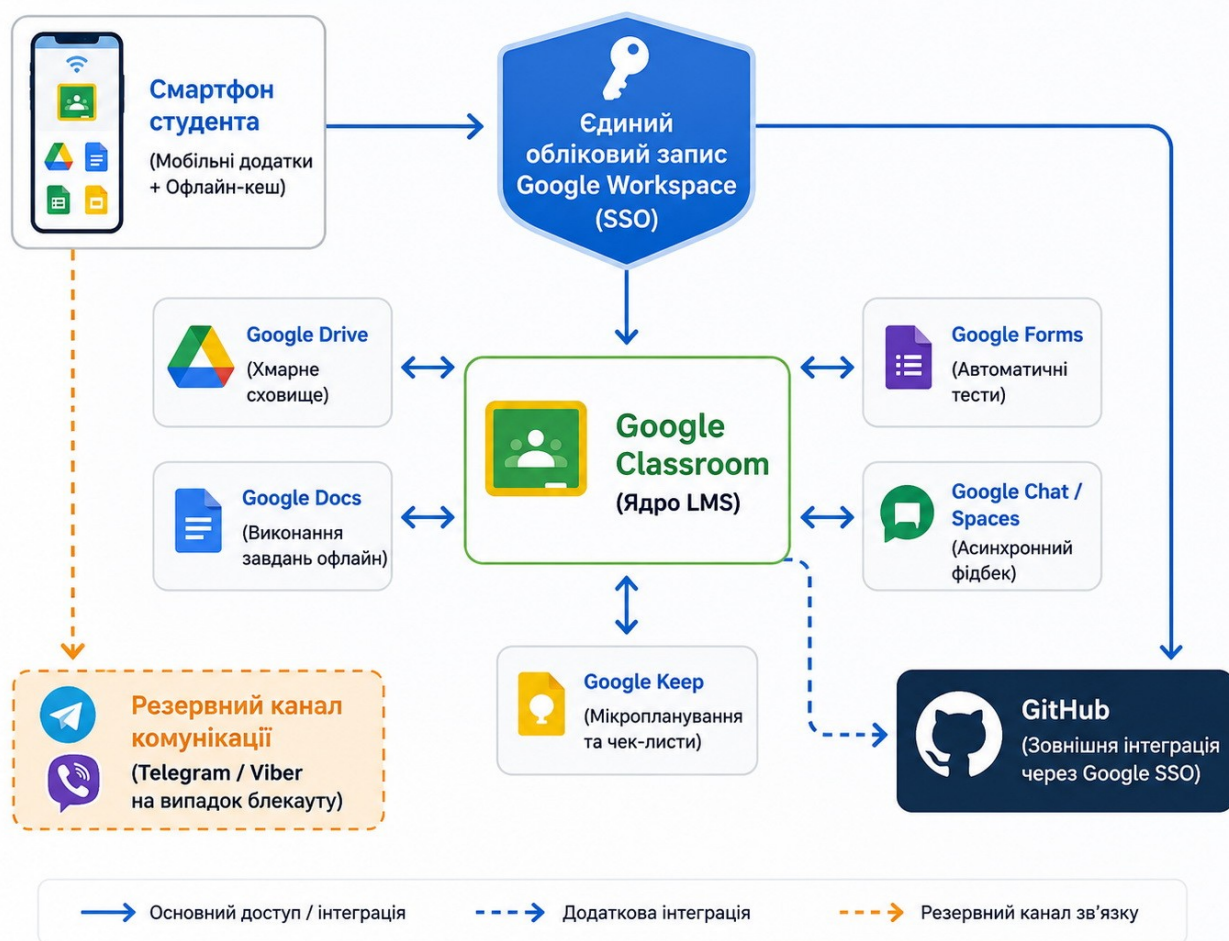 Смартфон
студента
(Мобільні додатки
+ Офлайн-кеш)
Єдиний
обліковий запис
Google Workspace
(SSO)
Google Drive
(Хмарне
сховище)
Google Forms
(Автоматичні
тести)
Google
Classroom
(Ядро LMS)
Google Docs
(Виконання
завдань офлайн)
Google Chat /
Spaces
(Асинхронний
фідбек)
Google Keep
(Мікропланування
та чек-листи)
Резервний канал
комунікації
(Telegram / Viber
на випадок блекауту)
GitHub
(Зовнішня інтеграція
через Google SSO)
Основний доступ / інтеграція
Додаткова інтеграція
Резервний канал зв’язку